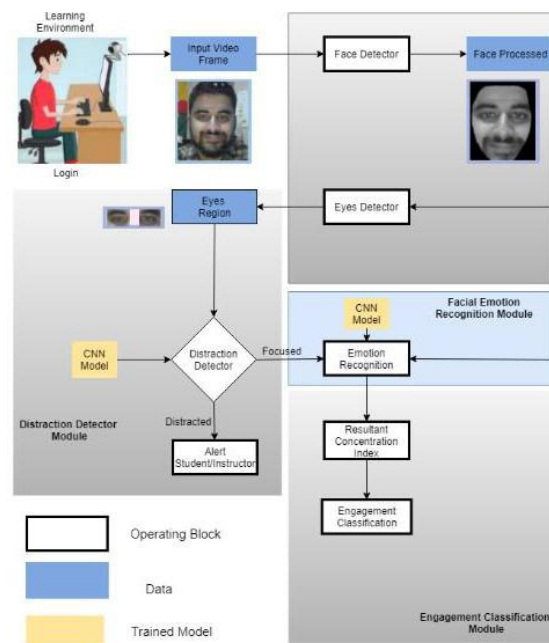 Learning
Environment
Login
Input Video
Frame
Face Detector
Face Processed
Eyes
Region
Eyes Detector
Facial Emotion
Recognition Module
CNN
Model
CNN
Model
Distraction
Detector
Focused
Emotion
Recognition
Distracted
Distraction Detector
Module
Alert
Student/Instructor
Resultant
Concentration
Index
Engagement
Classification
Operating Block
Data
Trained Model
Engagement Classification
Module